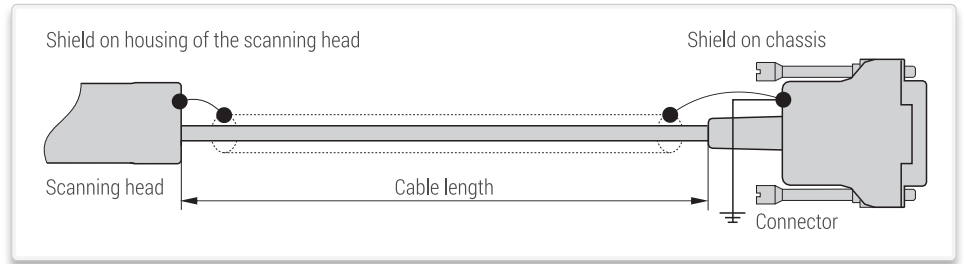 Shield on housing of the scanning head
Shield on chassis
Scanning head
Cable length
Connector